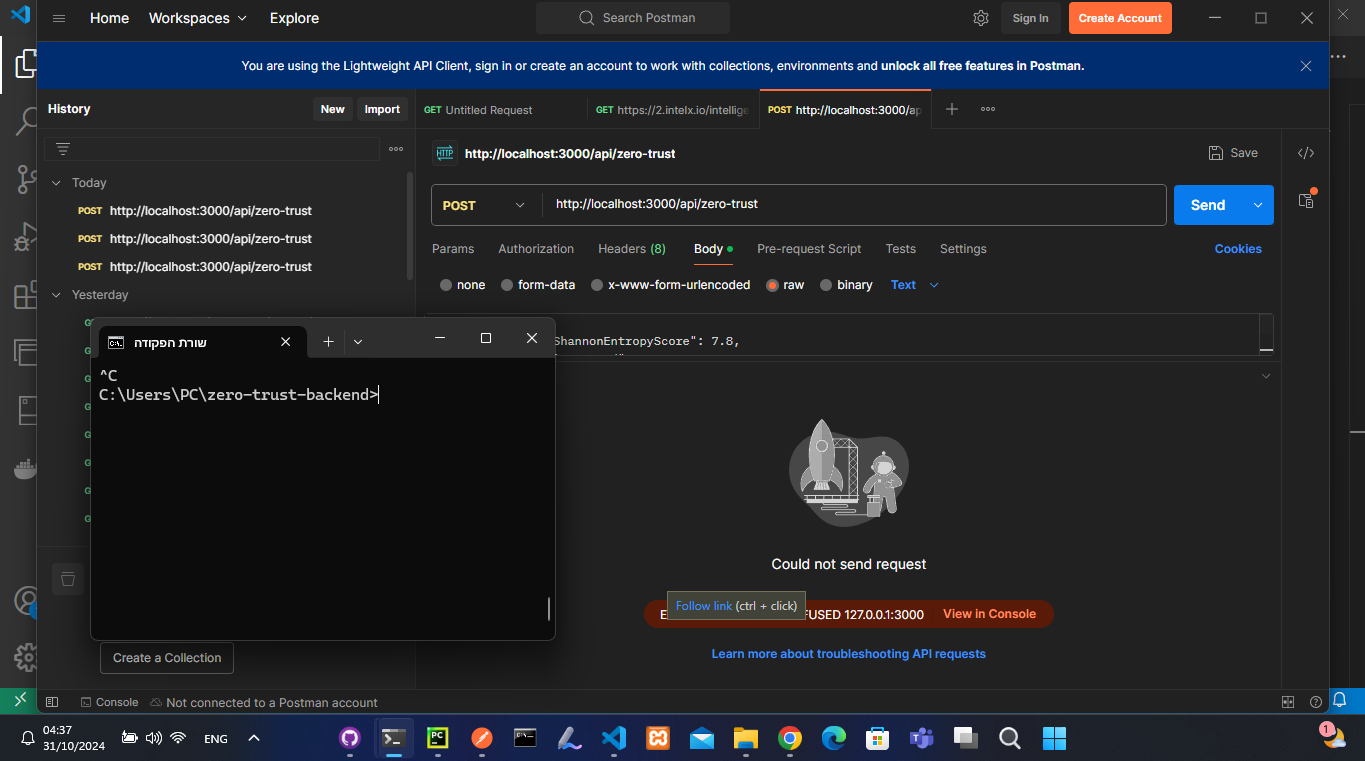 Home Workspaces Explore Search Postman Sign In Create Account
You are using the Lightweight API Client, sign in or create an account to work with collections, environments and unlock all free features in Postman.
History New Import
GET Untitled Request GET https://2.intelx.io/intellige POST http://localhost:3000/ap
HTTP http://localhost:3000/api/zero-trust Save
Today
POST http://localhost:3000/api/zero-trust
POST http://localhost:3000/api/zero-trust
POST http://localhost:3000/api/zero-trust
Yesterday
POST http://localhost:3000/api/zero-trust Send
Params Authorization Headers (8) Body Pre-request Script Tests Settings Cookies
none form-data x-www-form-urlencoded raw binary Text
ShannonEntropyScore": 7.8,
שורת הפקודה
^C
C:\Users\PC\zero-trust-backend>
Could not send request
Follow link (ctrl + click)
FUSED 127.0.0.1:3000 View in Console
Learn more about troubleshooting API requests
Create a Collection
Console Not connected to a Postman account
04:37
31/10/2024
ENG
PC
1